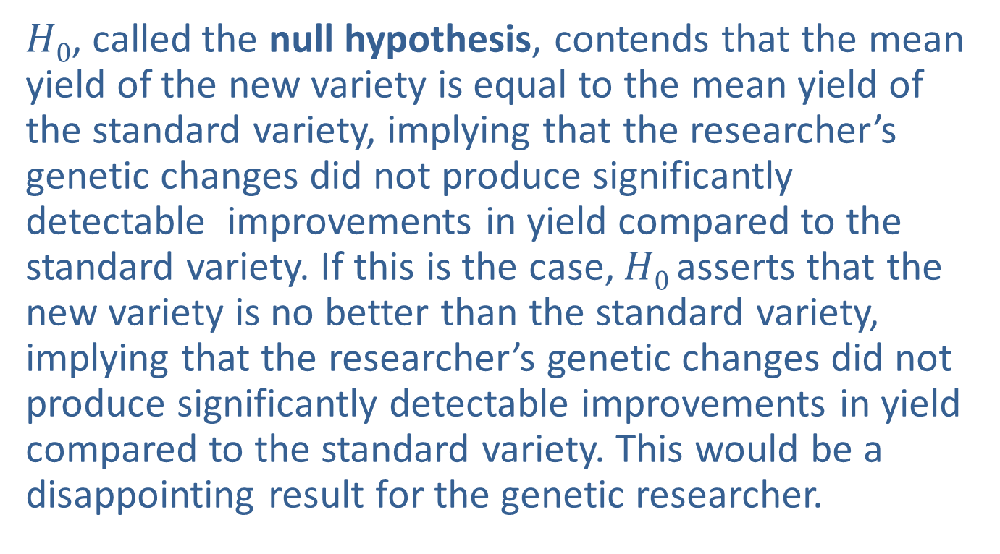 H₀, called the null hypothesis, contends that the mean
yield of the new variety is equal to the mean yield of
the standard variety, implying that the researcher’s
genetic changes did not produce significantly
detectable  improvements in yield compared to the
standard variety. If this is the case, H₀ asserts that the
new variety is no better than the standard variety,
implying that the researcher’s genetic changes did not
produce significantly detectable improvements in yield
compared to the standard variety. This would be a
disappointing result for the genetic researcher.